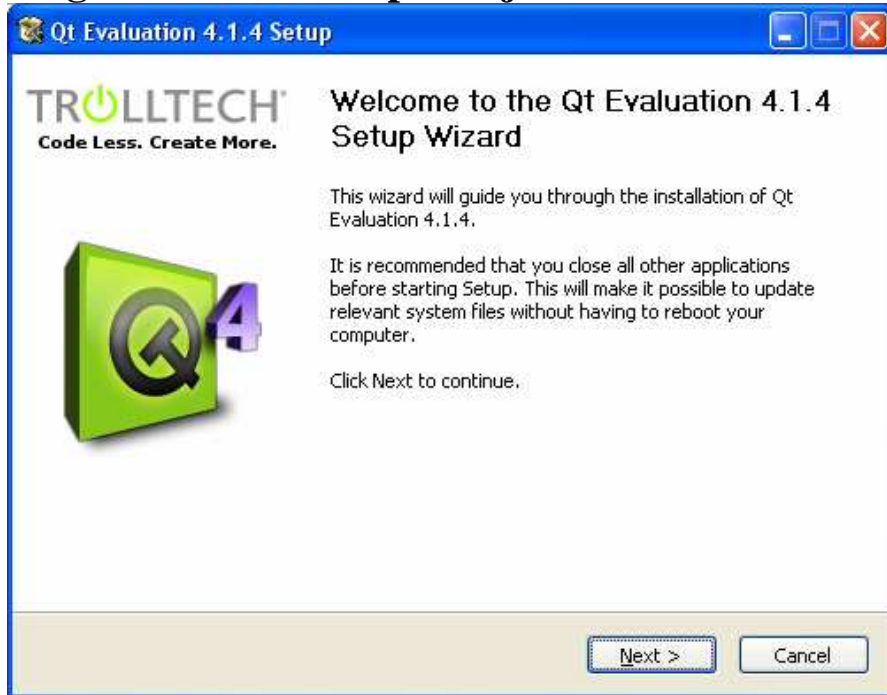 Qt Evaluation 4.1.4 Setup
TROLLTECH
Code Less. Create More.
4
Welcome to the Qt Evaluation 4.1.4
Setup Wizard
This wizard will guide you through the installation of Qt
Evaluation 4.1.4.
It is recommended that you close all other applications
before starting Setup. This will make it possible to update
relevant system files without having to reboot your
computer.
Click Next to continue.
Next >
Cancel